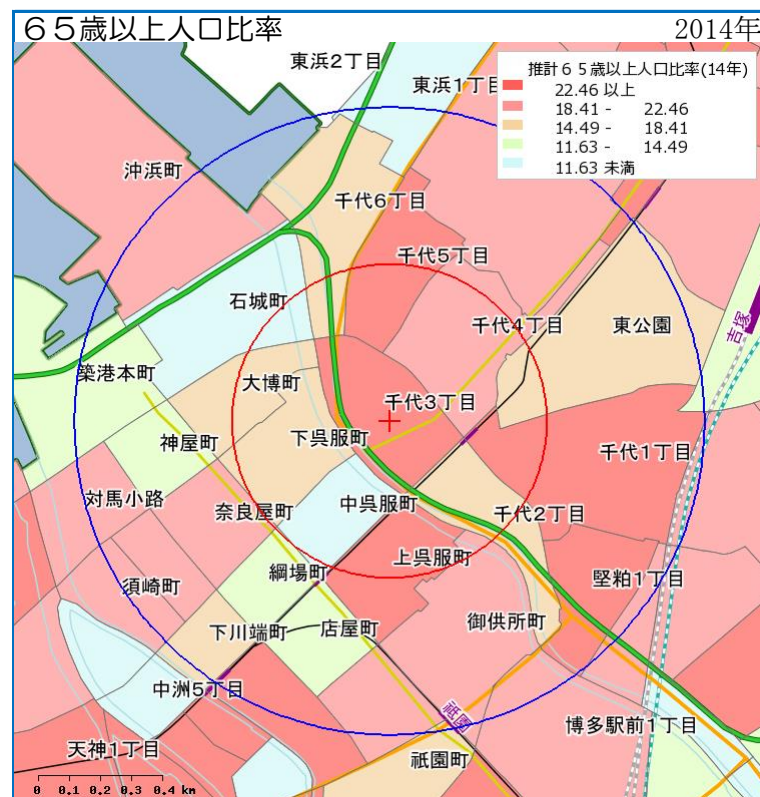 ６５歳以上人口比率
2014年
推計６５歳以上人口比率(14年)
22.46 以上
18.41 - 22.46
14.49 - 18.41
11.63 - 14.49
11.63 未満
東浜２丁目
東浜１丁目
沖浜町
千代６丁目
千代５丁目
石城町
千代４丁目
東公園
吉塚
築港本町
大博町
千代３丁目
神屋町
下呉服町
千代１丁目
対馬小路
奈良屋町
中呉服町
千代２丁目
上呉服町
綱場町
須崎町
堅粕１丁目
下川端町
店屋町
御供所町
中洲５丁目
祇園
博多駅前１丁目
天神１丁目
祇園町
0 0.1 0.2 0.3 0.4 km